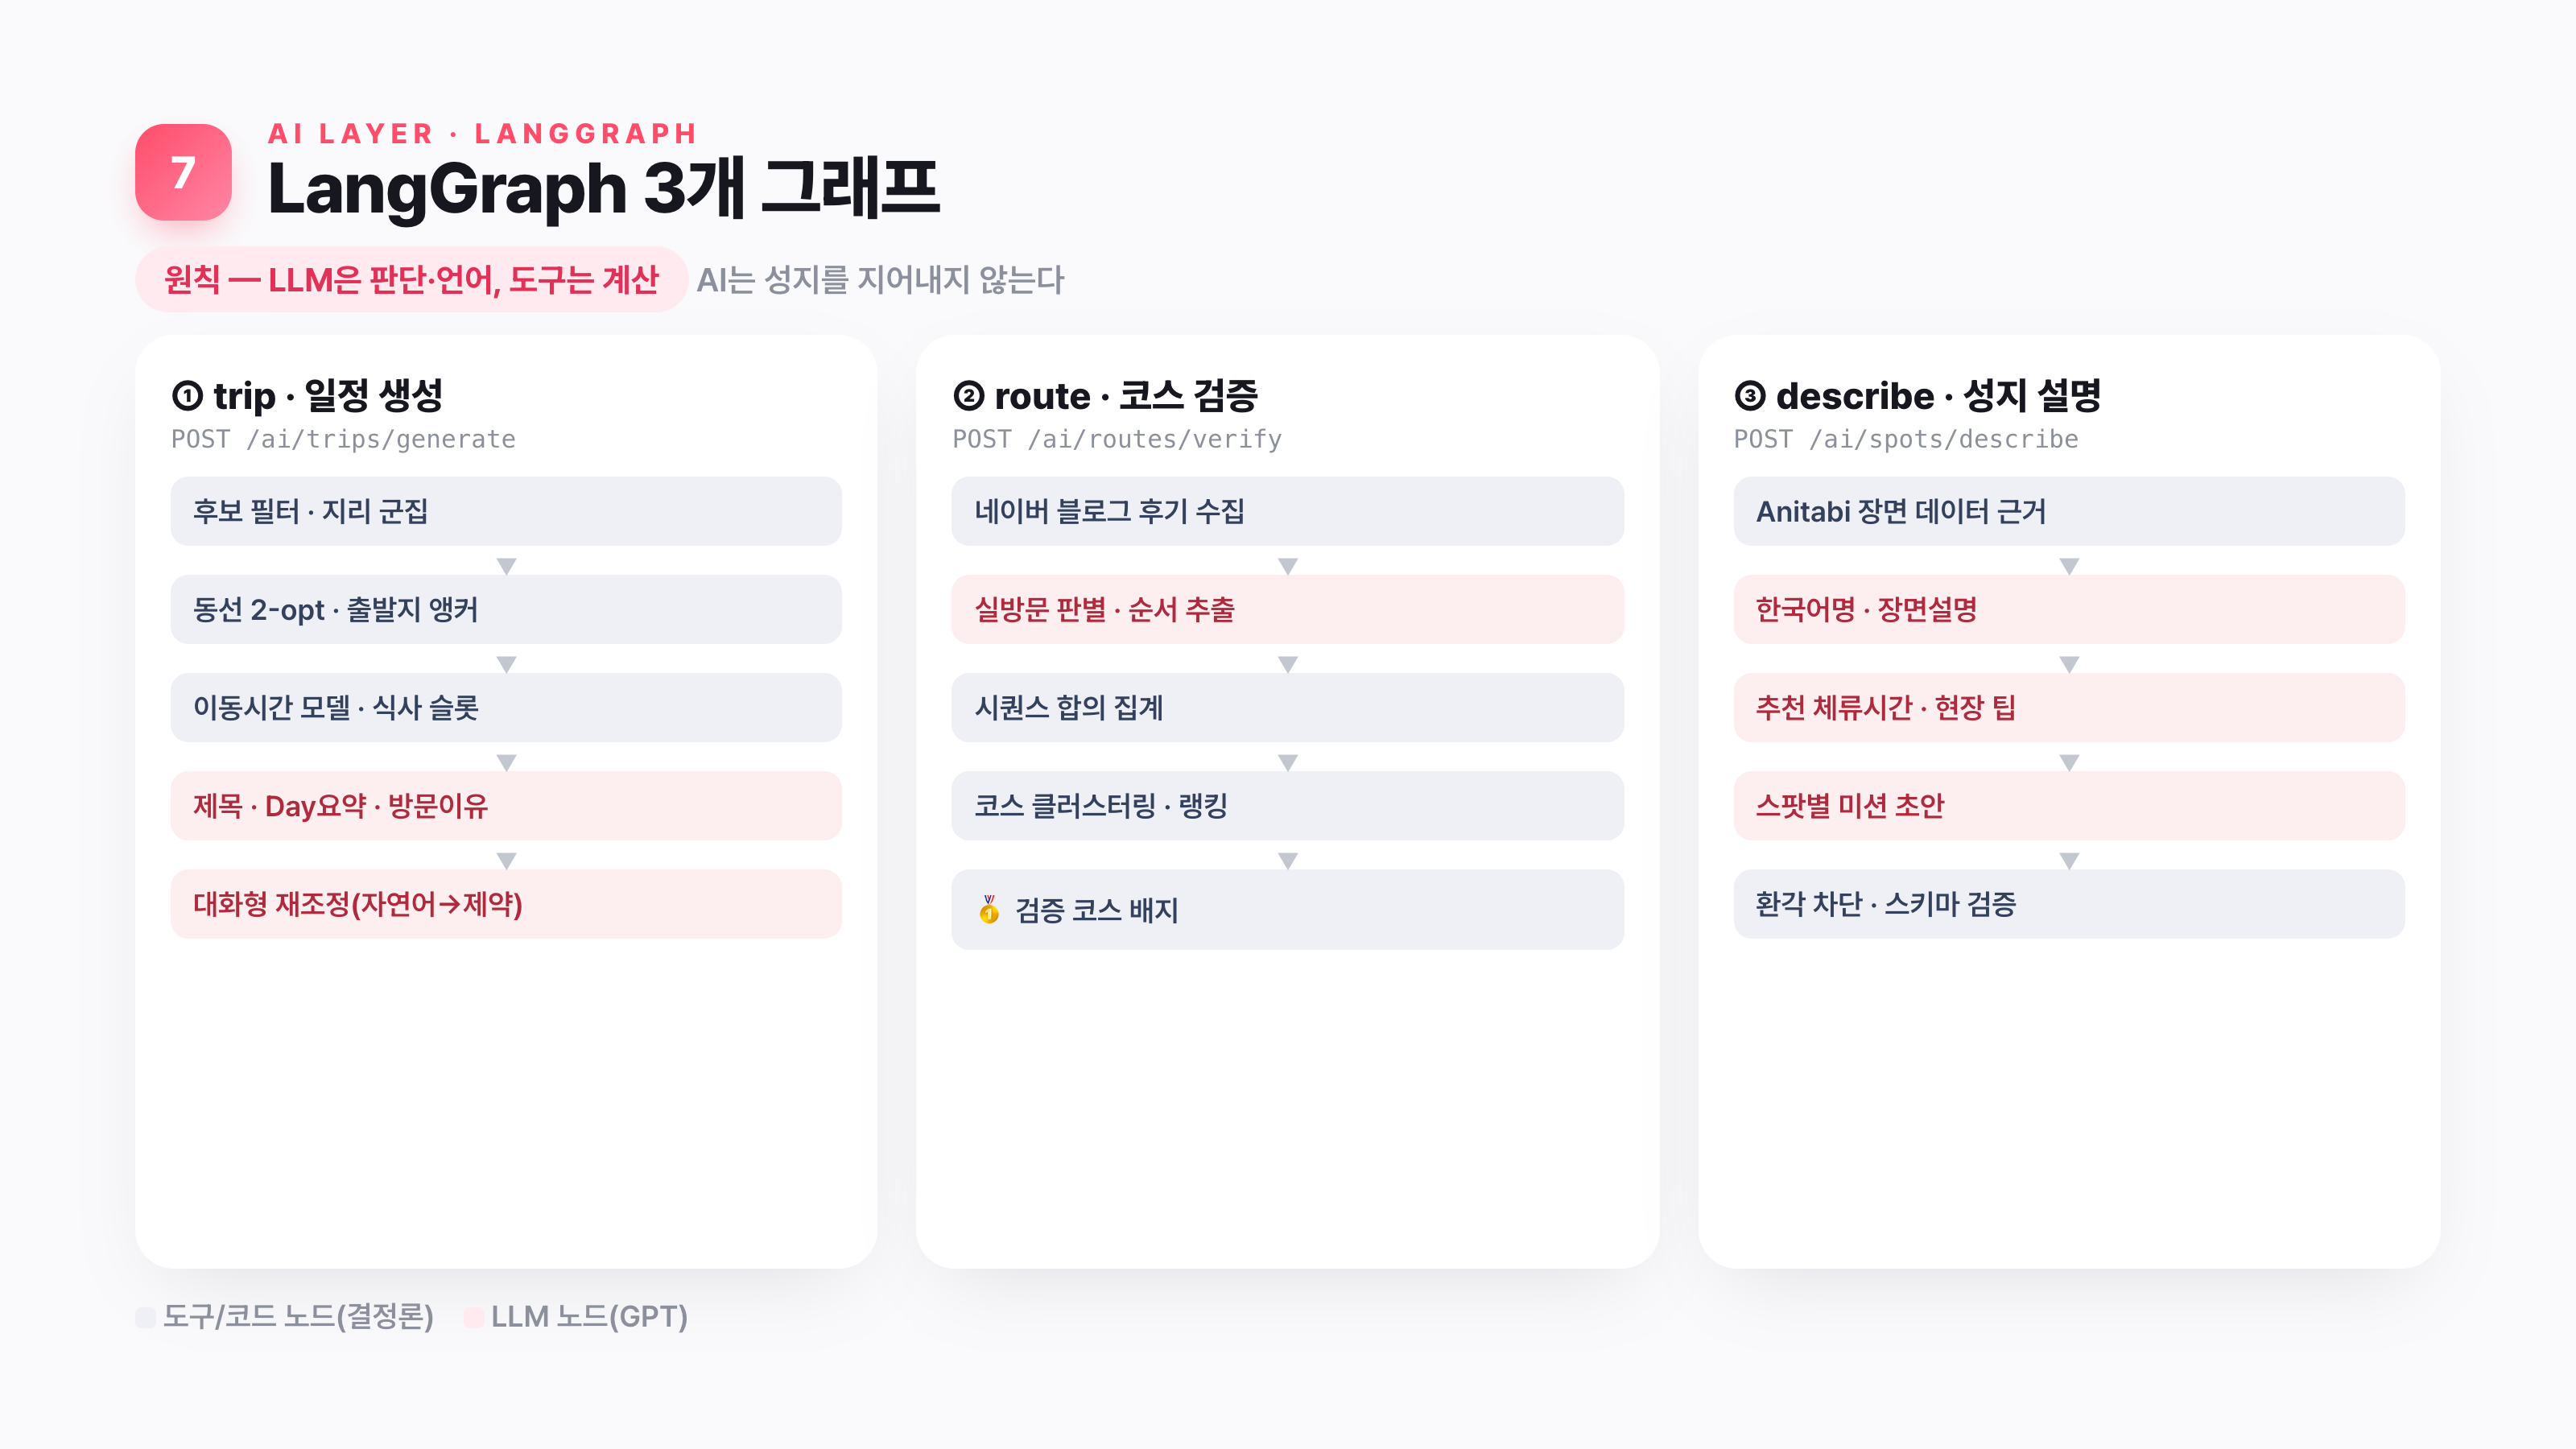 7
AI LAYER · LANGGRAPH
LangGraph 3개 그래프
원칙 — LLM은 판단·언어, 도구는 계산 AI는 성지를 지어내지 않는다
① trip · 일정 생성
POST /ai/trips/generate
후보 필터 · 지리 군집
동선 2-opt · 출발지 앵커
이동시간 모델 · 식사 슬롯
제목 · Day요약 · 방문이유
대화형 재조정(자연어→제약)
② route · 코스 검증
POST /ai/routes/verify
네이버 블로그 후기 수집
실방문 판별 · 순서 추출
시퀀스 합의 집계
코스 클러스터링 · 랭킹
🥇 검증 코스 배지
③ describe · 성지 설명
POST /ai/spots/describe
Anitabi 장면 데이터 근거
한국어명 · 장면설명
추천 체류시간 · 현장 팁
스팟별 미션 초안
환각 차단 · 스키마 검증
도구/코드 노드(결정론) LLM 노드(GPT)